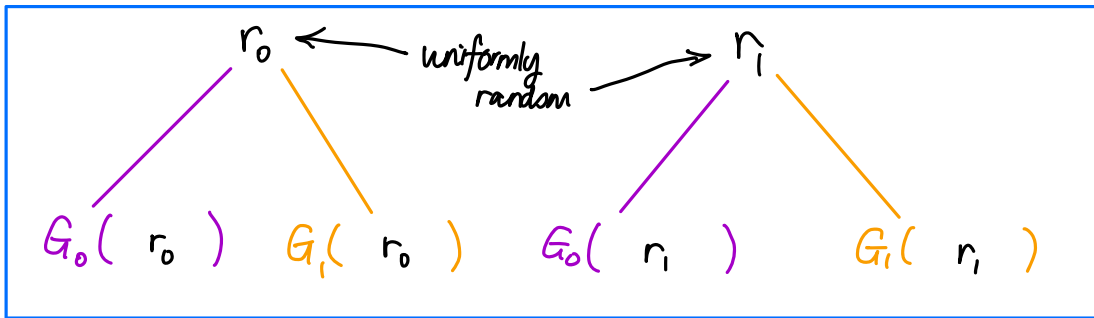 r₀ uniformly random r₁
G₀( r₀ ) G₁( r₀ ) G₀( r₁ ) G₁( r₁ )